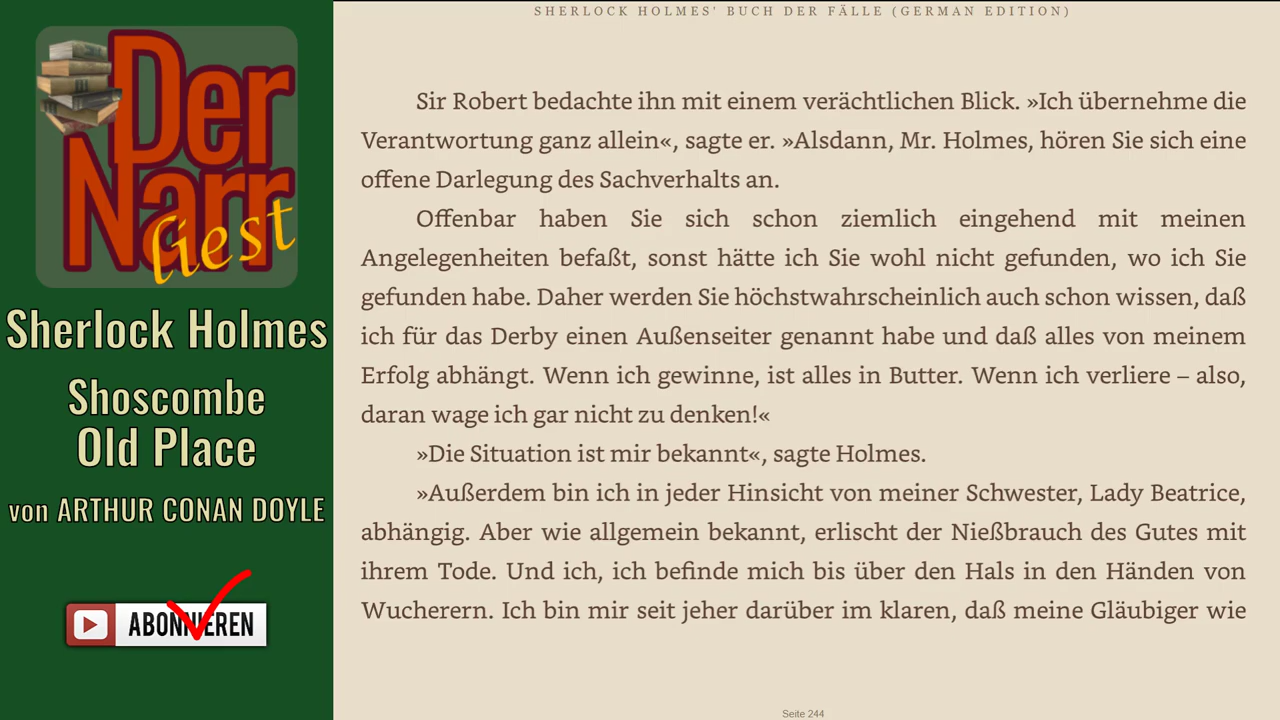 Der
Narr
liest
Sherlock Holmes
Shoscombe
Old Place
von ARTHUR CONAN DOYLE
ABONNIEREN
SHERLOCK HOLMES' BUCH DER FÄLLE (GERMAN EDITION)
Sir Robert bedachte ihn mit einem verächtlichen Blick. »Ich übernehme die
Verantwortung ganz allein«, sagte er. »Alsdann, Mr. Holmes, hören Sie sich eine
offene Darlegung des Sachverhalts an.
Offenbar haben Sie sich schon ziemlich eingehend mit meinen
Angelegenheiten befaßt, sonst hätte ich Sie wohl nicht gefunden, wo ich Sie
gefunden habe. Daher werden Sie höchstwahrscheinlich auch schon wissen, daß
ich für das Derby einen Außenseiter genannt habe und daß alles von meinem
Erfolg abhängt. Wenn ich gewinne, ist alles in Butter. Wenn ich verliere – also,
daran wage ich gar nicht zu denken!«
»Die Situation ist mir bekannt«, sagte Holmes.
»Außerdem bin ich in jeder Hinsicht von meiner Schwester, Lady Beatrice,
abhängig. Aber wie allgemein bekannt, erlischt der Nießbrauch des Gutes mit
ihrem Tode. Und ich, ich befinde mich bis über den Hals in den Händen von
Wucherern. Ich bin mir seit jeher darüber im klaren, daß meine Gläubiger wie
Seite 244